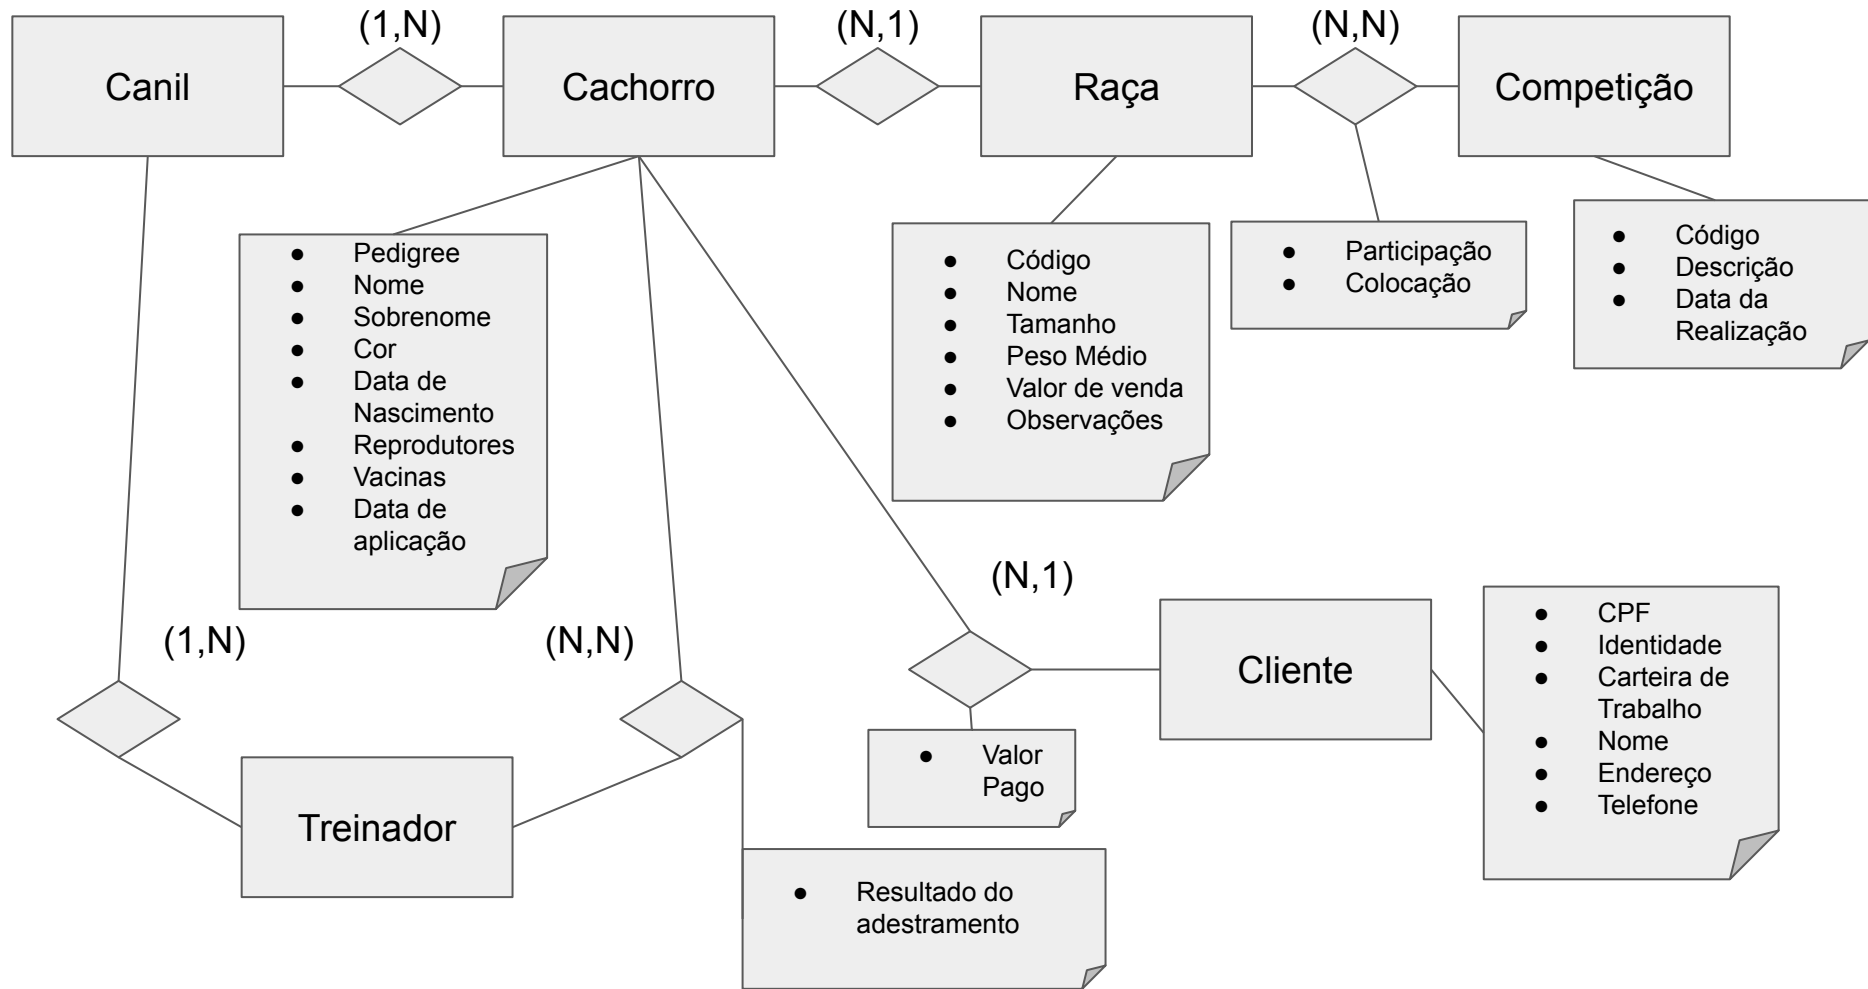 (1,N)
(N,1)
(N,N)
Canil
Cachorro
Raça
Competição
● Pedigree
● Nome
● Sobrenome
● Cor
● Data de
Nascimento
● Reprodutores
● Vacinas
● Data de
aplicação
● Código
● Nome
● Tamanho
● Peso Médio
● Valor de venda
● Observações
● Participação
● Colocação
● Código
● Descrição
● Data da
Realização
(1,N)
(N,N)
(N,1)
Treinador
Cliente
● CPF
● Identidade
● Carteira de
Trabalho
● Nome
● Endereço
● Telefone
● Valor
Pago
● Resultado do
adestramento